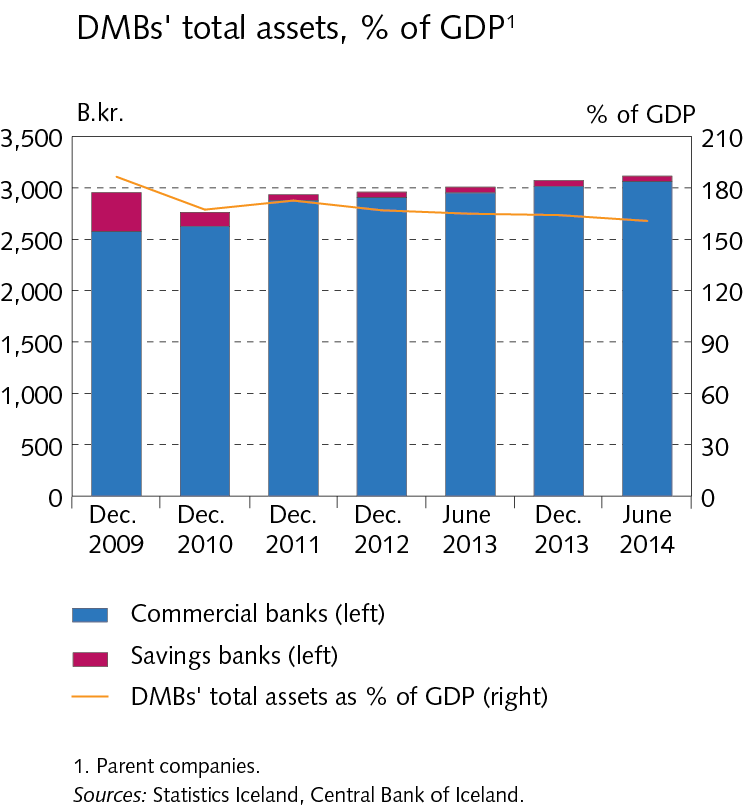 DMBs' total assets, % of GDP¹
B.kr.
% of GDP
3,500
210
3,000
180
2,500
150
2,000
120
1,500
90
1,000
60
500
30
0
0
Dec. Dec. Dec. Dec. June Dec. June
2009 2010 2011 2012 2013 2013 2014
Commercial banks (left)
Savings banks (left)
DMBs' total assets as % of GDP (right)
1. Parent companies.
Sources: Statistics Iceland, Central Bank of Iceland.